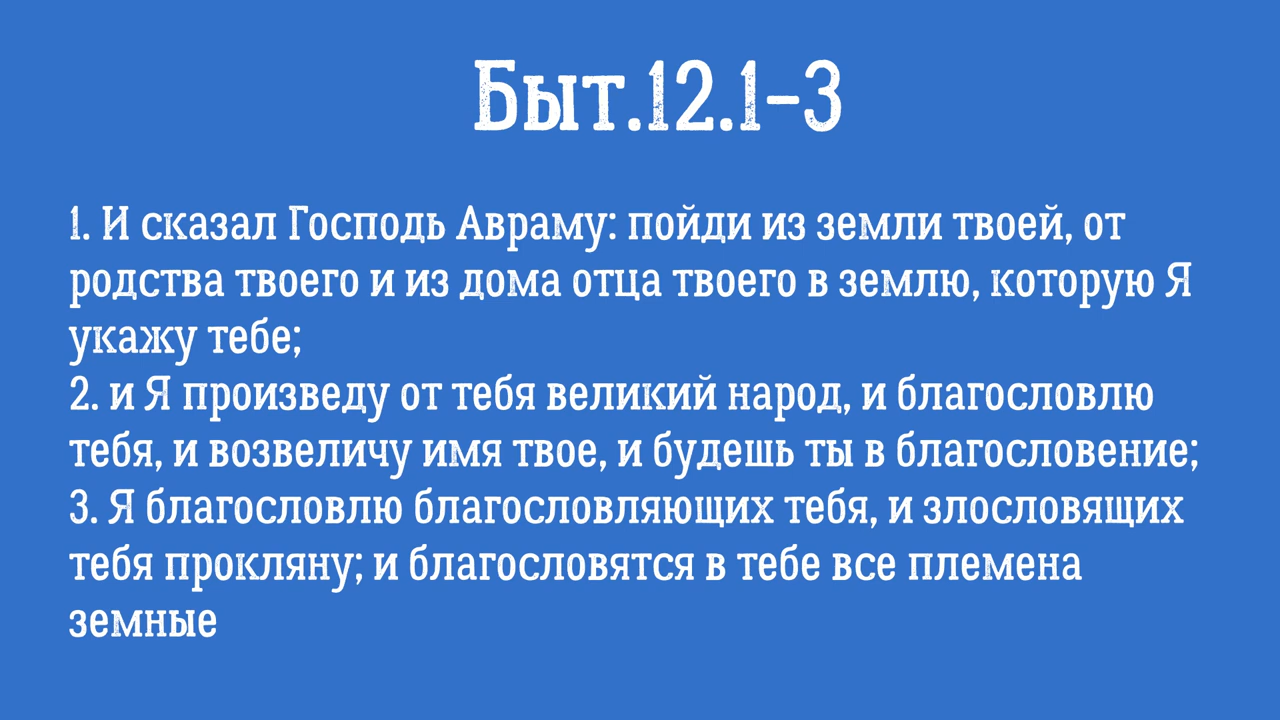 Быт.12.1-3
1. И сказал Господь Авраму: пойди из земли твоей, от
родства твоего и из дома отца твоего в землю, которую Я
укажу тебе;
2. и Я произведу от тебя великий народ, и благословлю
тебя, и возвеличу имя твое, и будешь ты в благословение;
3. Я благословлю благословляющих тебя, и злословящих
тебя прокляну; и благословятся в тебе все племена
земные